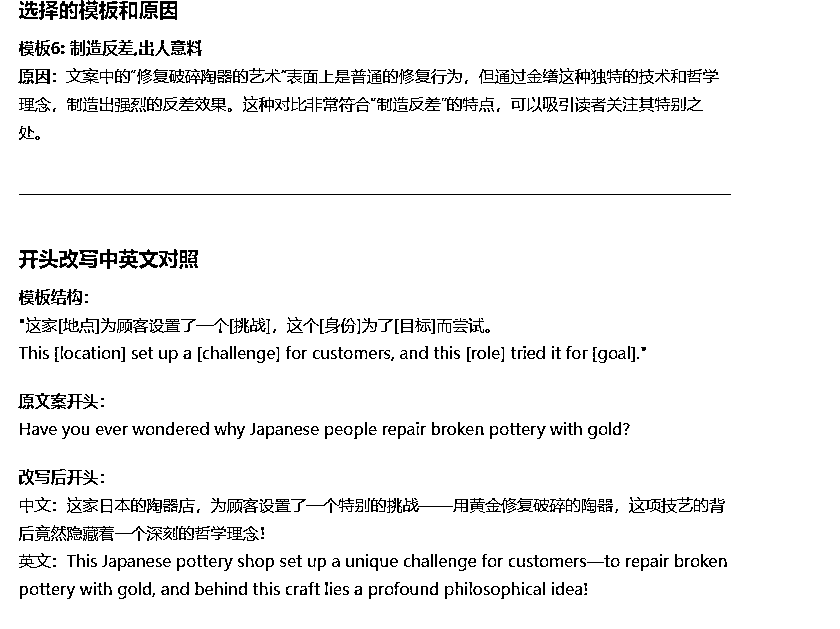 选择的模板和原因
模板6: 制造反差,出人意料
原因：文案中的"修复破碎陶器的艺术"表面上是普通的修复行为，但通过金缮这种独特的技术和哲学
理念，制造出强烈的反差效果。这种对比非常符合"制造反差"的特点，可以吸引读者关注其特别之
处。
开头改写中英文对照
模板结构：
"这家[地点]为顾客设置了一个[挑战]，这个[身份]为了[目标]而尝试。
This [location] set up a [challenge] for customers, and this [role] tried it for [goal]."
原文案开头：
Have you ever wondered why Japanese people repair broken pottery with gold?
改写后开头：
中文：这家日本的陶器店，为顾客设置了一个特别的挑战——用黄金修复破碎的陶器，这项技艺的背
后竟然隐藏着一个深刻的哲学理念！
英文：This Japanese pottery shop set up a unique challenge for customers—to repair broken
pottery with gold, and behind this craft lies a profound philosophical idea!